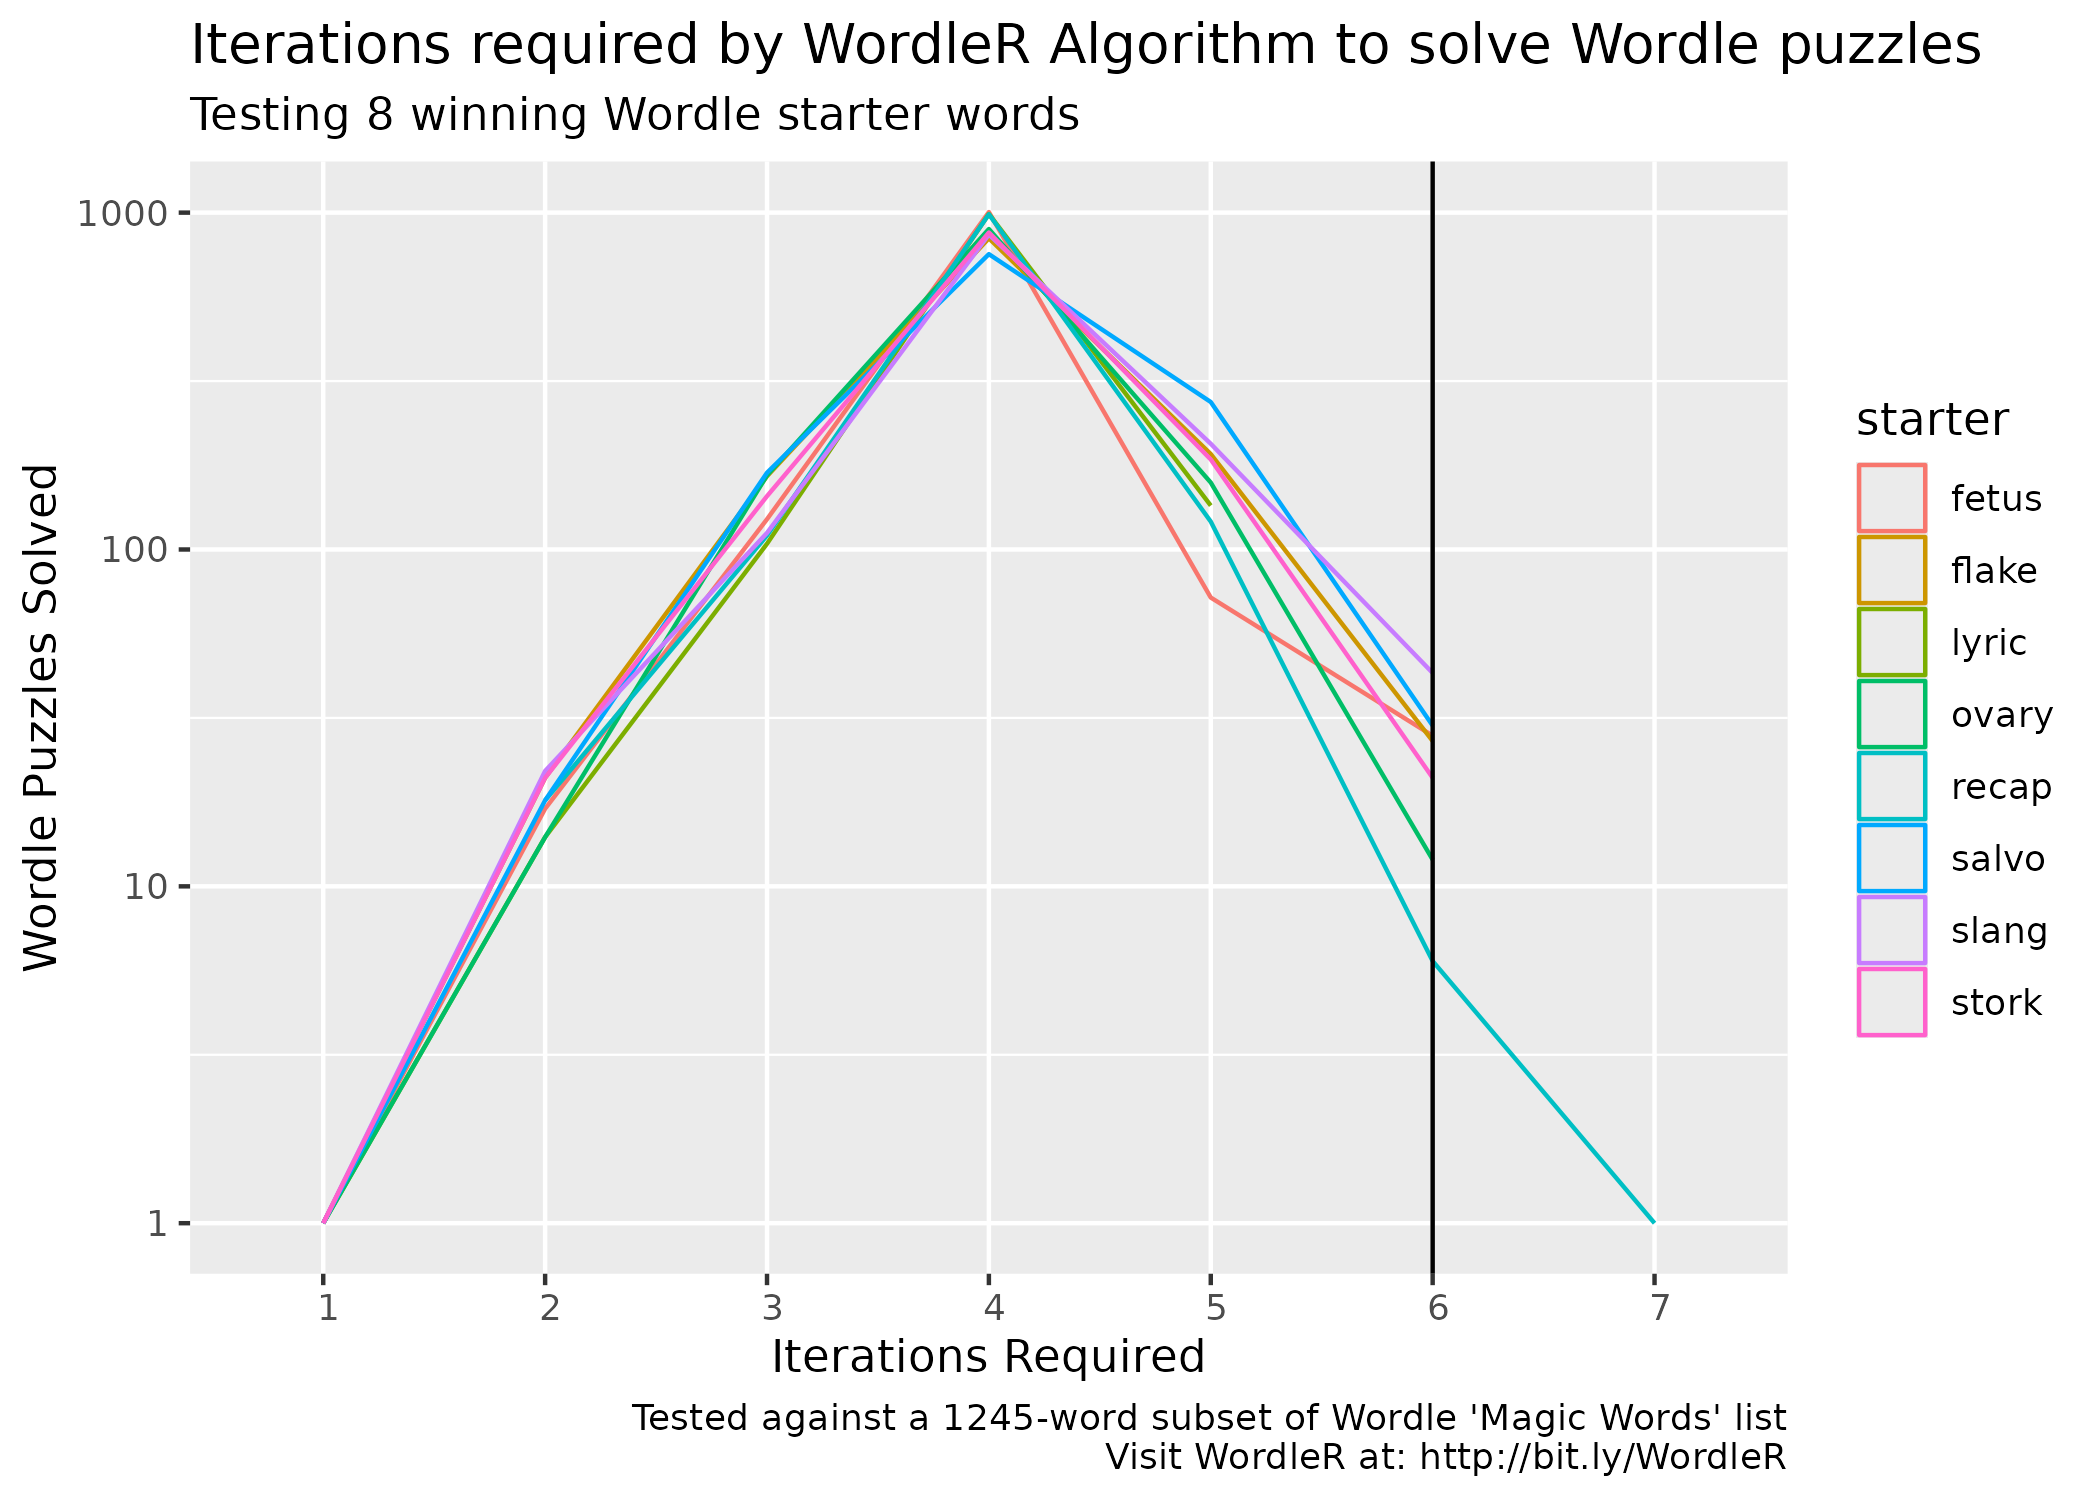 Iterations required by WordleR Algorithm to solve Wordle puzzles
Testing 8 winning Wordle starter words
Wordle Puzzles Solved
1000
100
10
1
1 2 3 4 5 6 7
Iterations Required
starter
fetus
flake
lyric
ovary
recap
salvo
slang
stork
Tested against a 1245-word subset of Wordle 'Magic Words' list
Visit WordleR at: http://bit.ly/WordleR